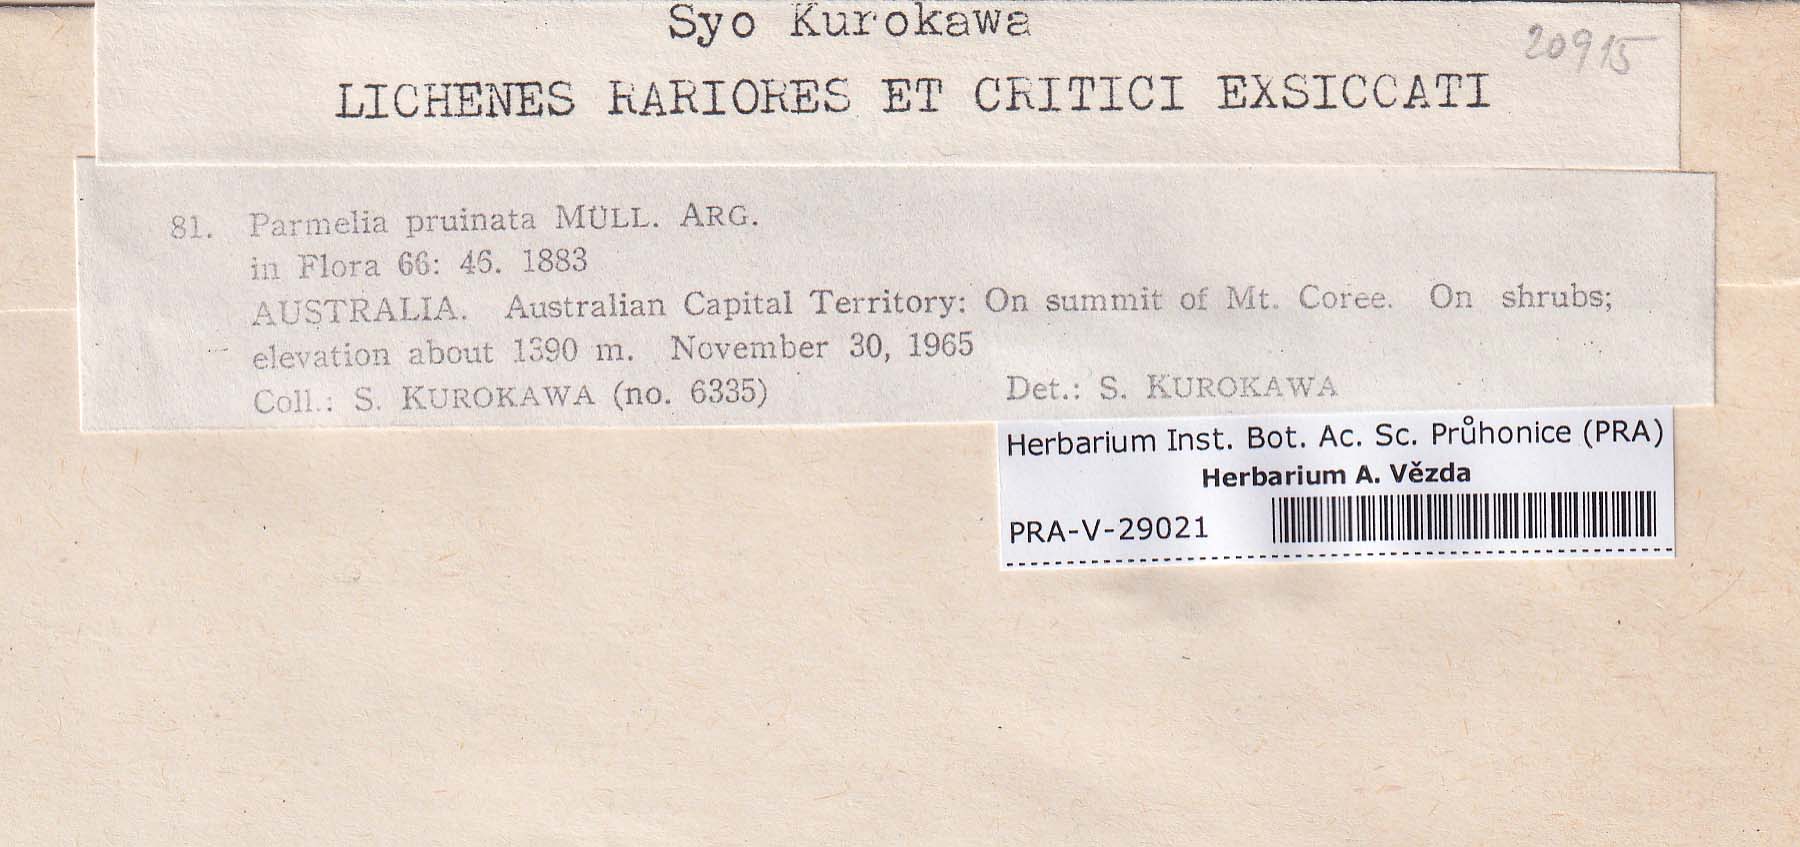 Syo Kurokawa
20915
LICHENES RARIORES ET CRITICI EXSICCATI
81. Parmelia pruinata MÜLL. ARG.
in Flora 66: 46. 1883
AUSTRALIA. Australian Capital Territory: On summit of Mt. Coree. On shrubs;
elevation about 1390 m. November 30, 1965
Coll.: S. KUROKAWA (no. 6335) Det.: S. KUROKAWA
Herbarium Inst. Bot. Ac. Sc. Průhonice (PRA)
Herbarium A. Vězda
PRA-V-29021